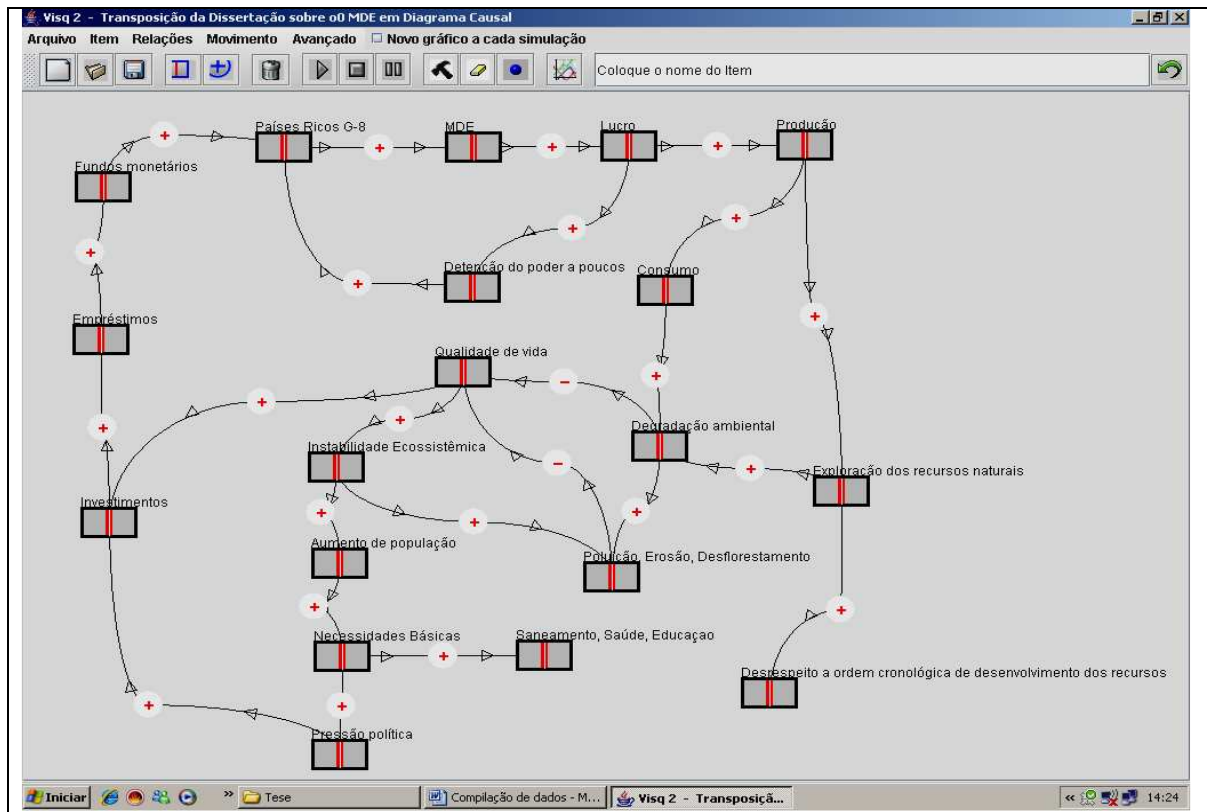 Visq 2 - Transposição da Dissertação sobre o0 MDE em Diagrama Causal
Arquivo Item Relações Movimento Avançado Novo gráfico a cada simulação
Coloque o nome do Item
Países Ricos G-8
MDE
Lucro
Produção
Fundos monetários
Detenção do poder a poucos
Consumo
Empréstimos
Qualidade de vida
Degradação ambiental
Instabilidade Ecossistêmica
Exploração dos recursos naturais
Investimentos
Aumento de população
Poluição, Erosão, Desflorestamento
Necessidades Básicas
Saneamento, Saúde, Educaçao
Desrespeito a ordem cronológica de desenvolvimento dos recursos
Pressão política
Iniciar » Tese Compilação de dados - M... Visq 2 - Transposiçã... « 14:24